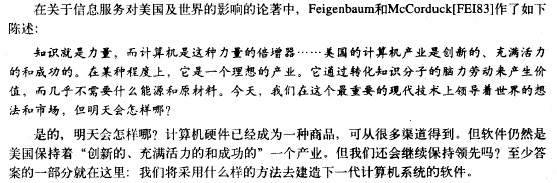 在关于信息服务对美国及世界的影响的论著中，Feigenbaum和McCorduck[FEI83]作了如下
陈述：
知识就是力量，而计算机是这种力量的倍增器……美国的计算机产业是创新的、充满活力
的和成功的。在某种程度上，它是一个理想的产业。它通过转化知识分子的脑力劳动来产生价
值，而几乎不需要什么能源和原材料。今天，我们在这个最重要的现代技术上领导着世界的想
法和市场，但明天会怎样哪？
是的，明天会怎样哪？计算机硬件已经成为一种商品，可从很多渠道得到。但软件仍然是
美国保持着“创新的、充满活力的和成功的”一个产业。但我们还会继续保持领先吗？至少答
案的一部分就在这里：我们将采用什么样的方法去建造下一代计算机系统的软件。